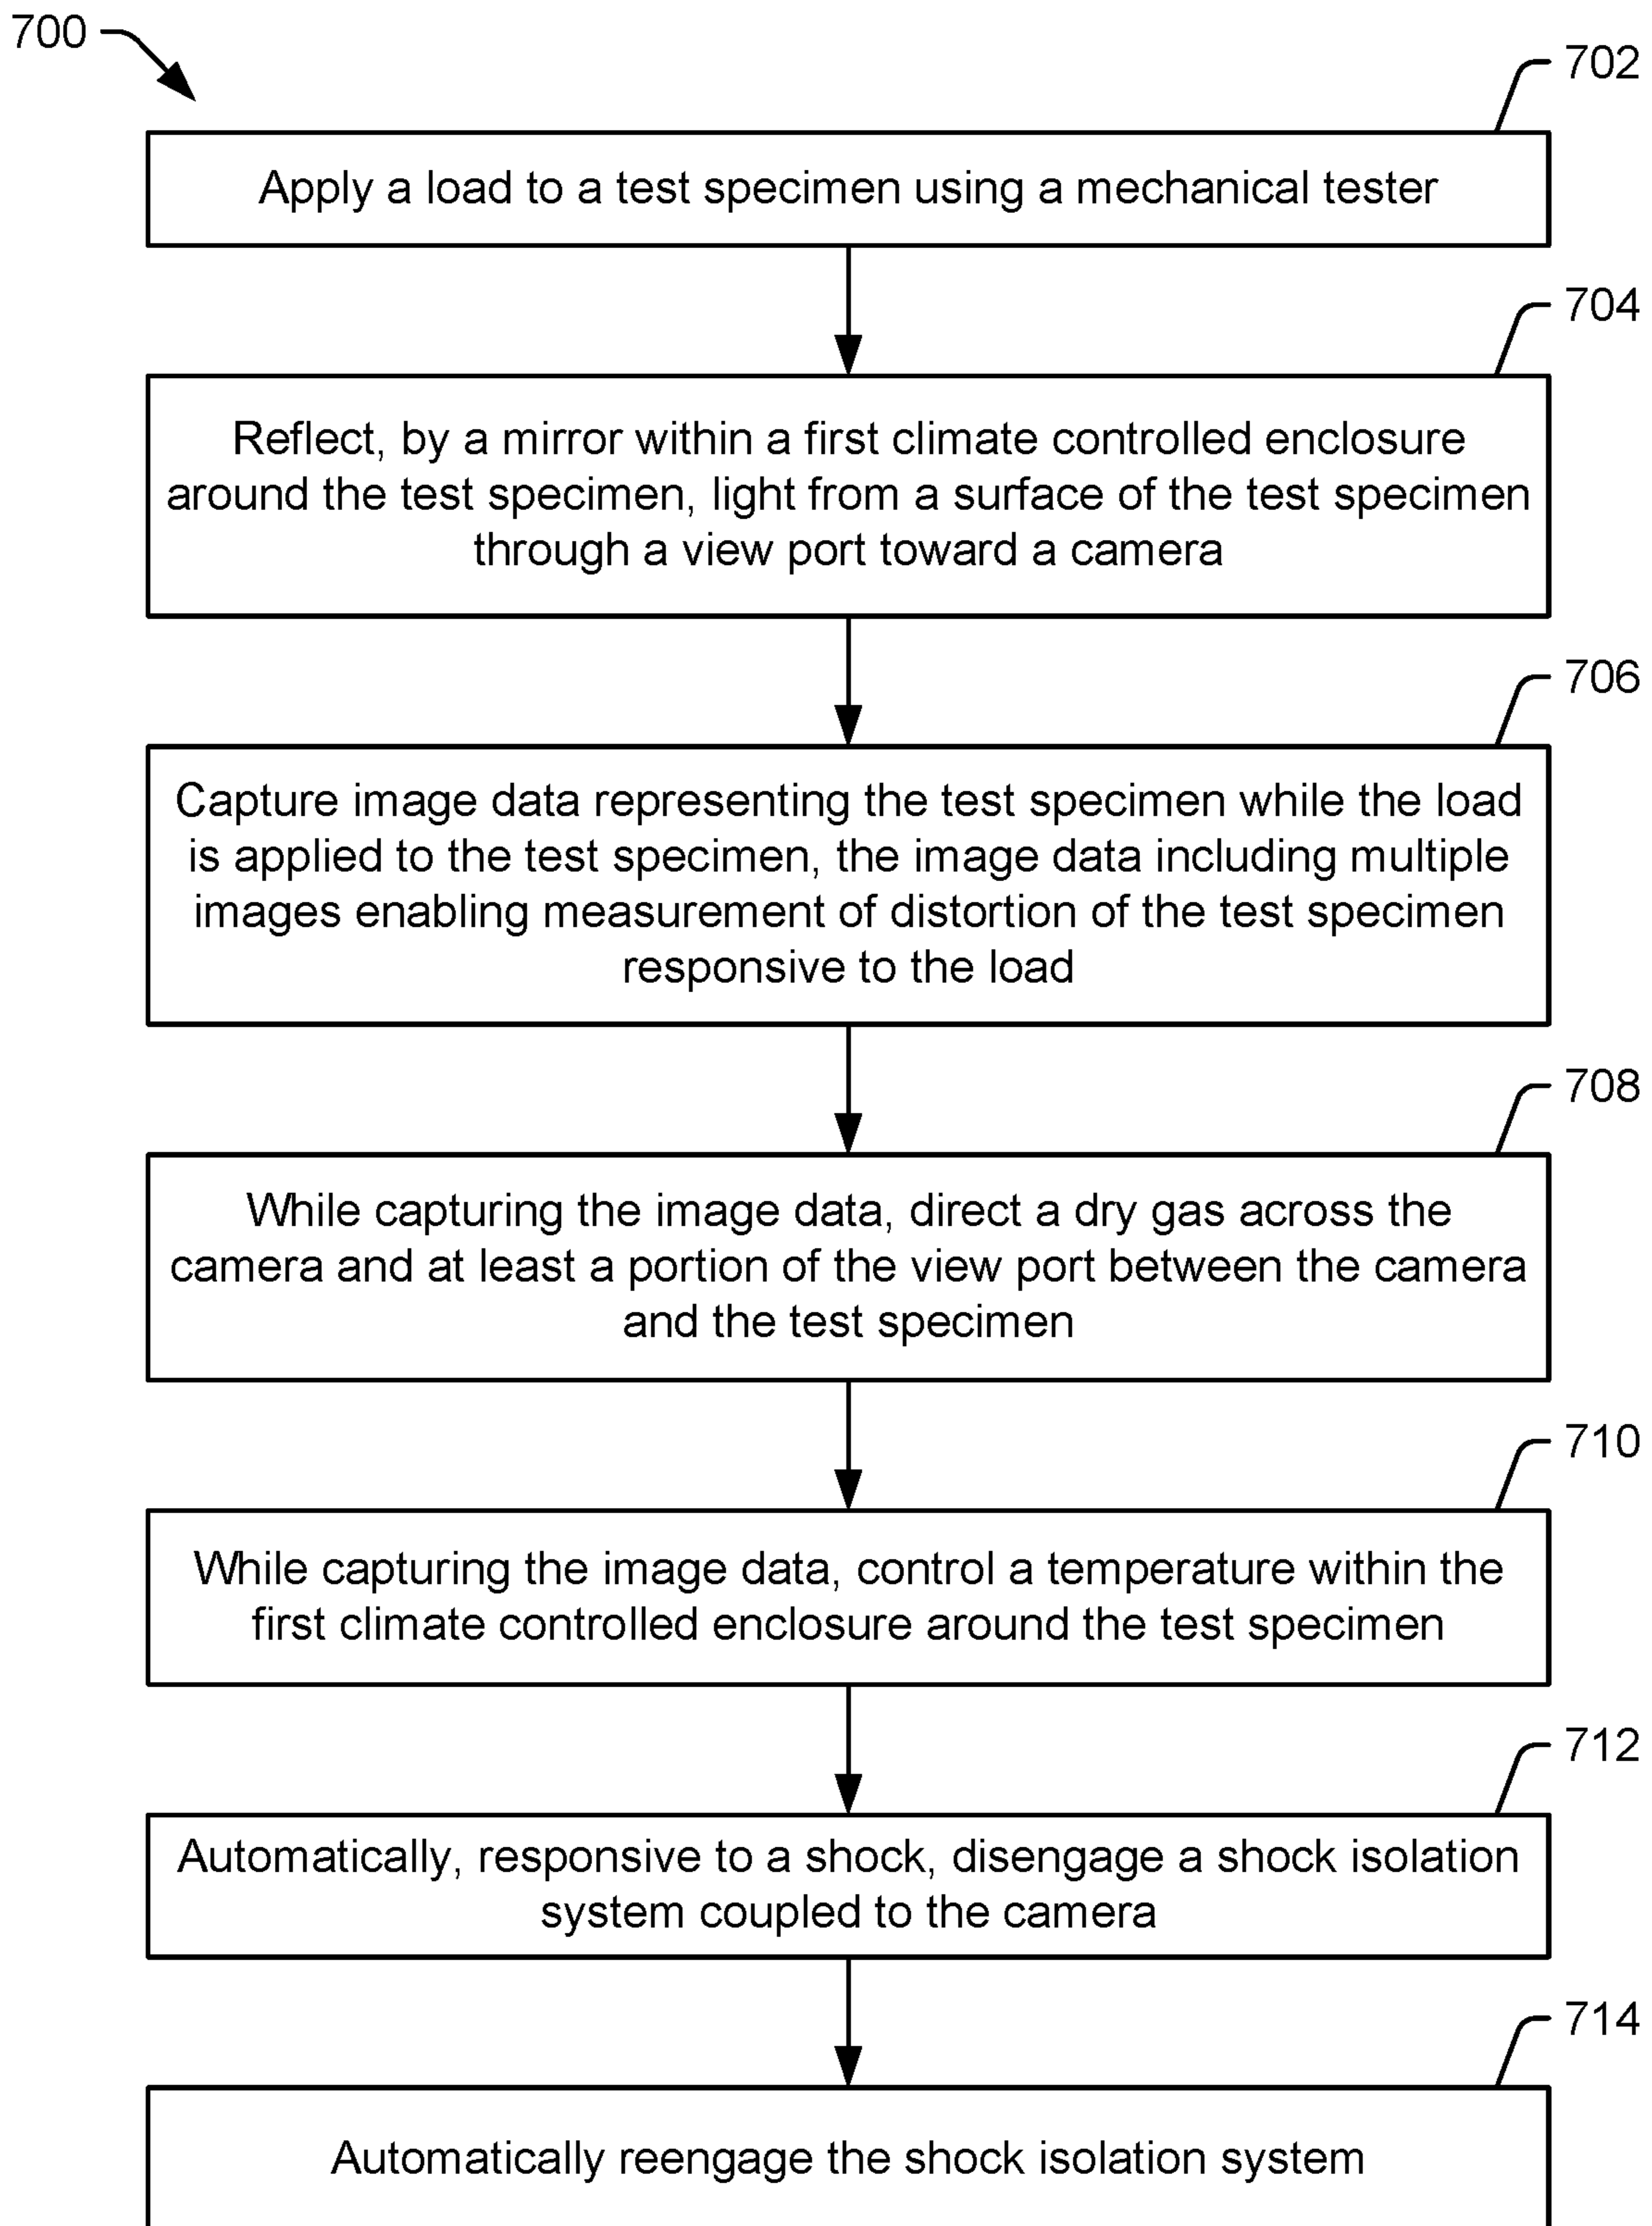 700
702
Apply a load to a test specimen using a mechanical tester
704
Reflect, by a mirror within a first climate controlled enclosure
around the test specimen, light from a surface of the test specimen
through a view port toward a camera
706
Capture image data representing the test specimen while the load
is applied to the test specimen, the image data including multiple
images enabling measurement of distortion of the test specimen
responsive to the load
708
While capturing the image data, direct a dry gas across the
camera and at least a portion of the view port between the camera
and the test specimen
710
While capturing the image data, control a temperature within the
first climate controlled enclosure around the test specimen
712
Automatically, responsive to a shock, disengage a shock isolation
system coupled to the camera
714
Automatically reengage the shock isolation system